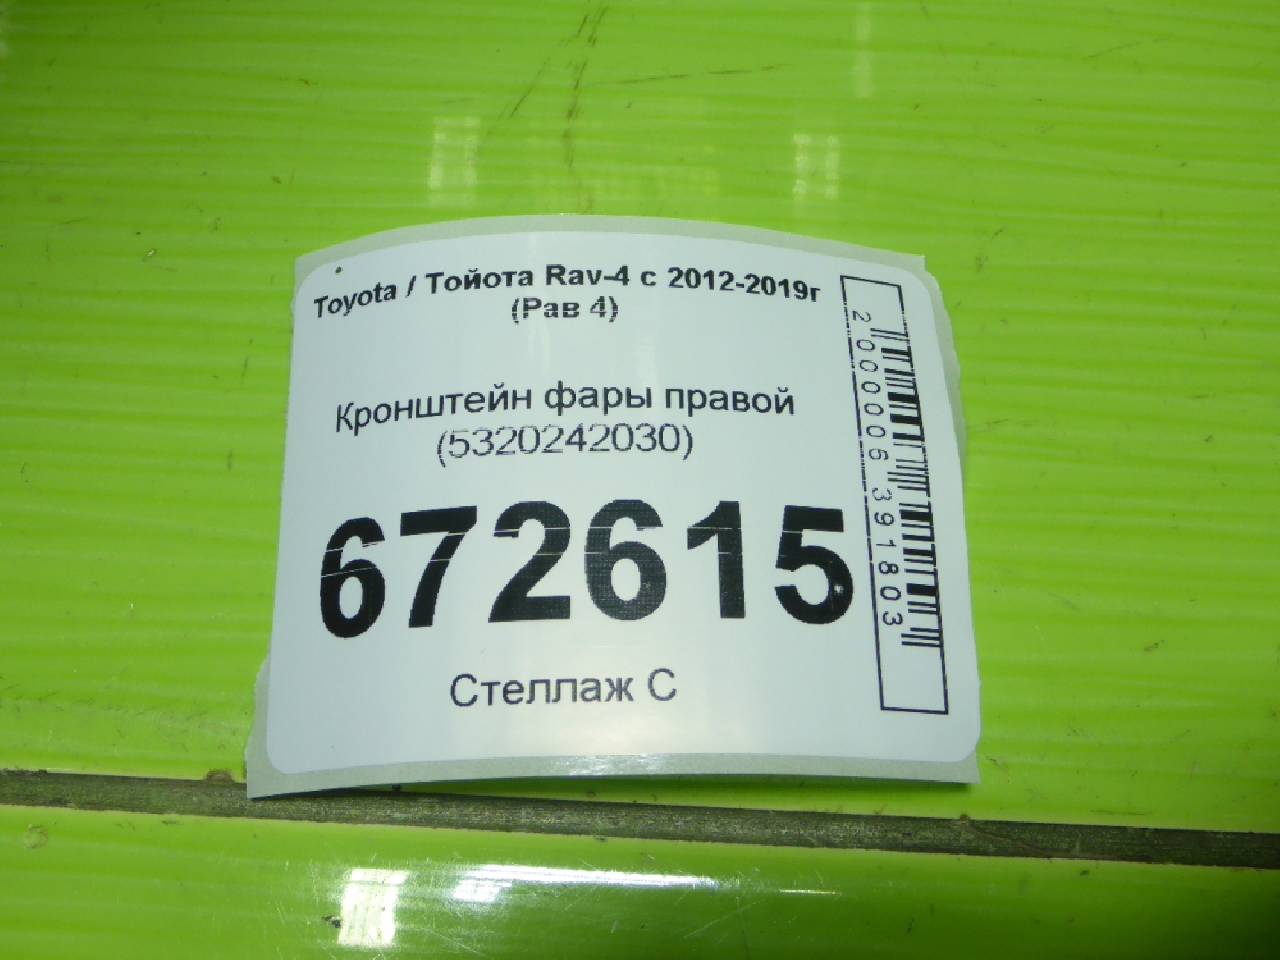 Toyota / Тойота Rav-4 с 2012-2019г
(Рав 4)
Кронштейн фары правой
(5320242030)
672615
Стеллаж С
2000006391803